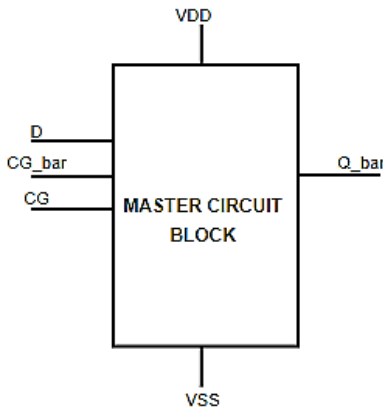 VDD
D
CG_bar
Q_bar
CG
MASTER CIRCUIT
BLOCK
VSS